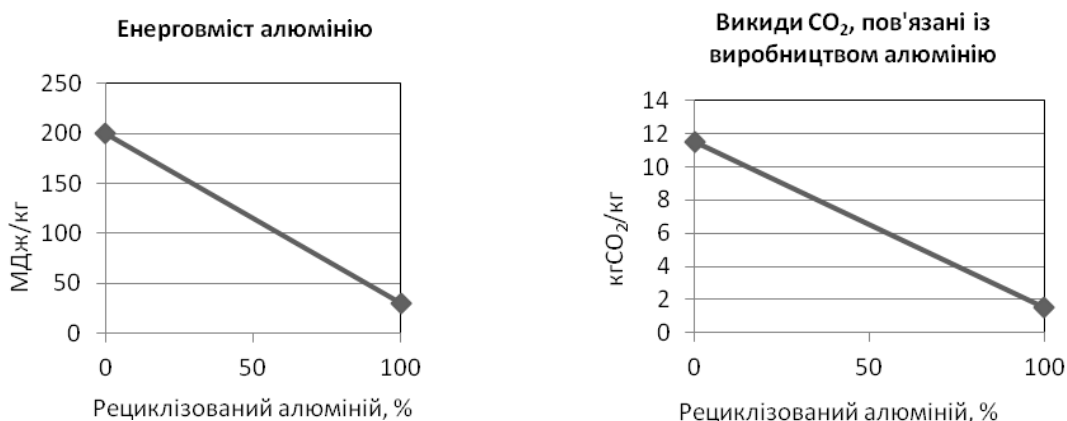 Енерговміст алюмінію
250
200
150
100
50
0
МДж/кг
0 50 100
Рециклізований алюміній, %
Викиди CO₂, пов'язані із
виробництвом алюмінію
14
12
10
8
6
4
2
0
кгCO₂/кг
0 50 100
Рециклізований алюміній, %